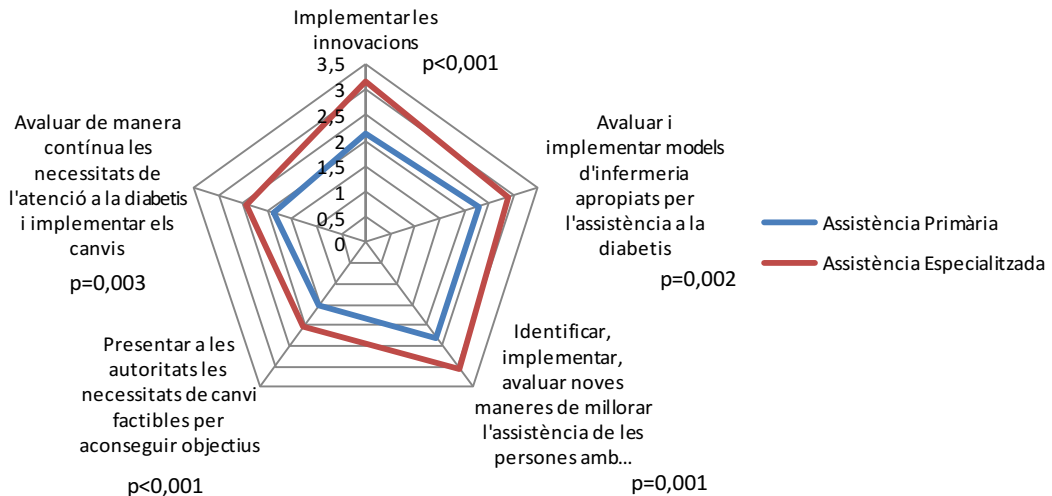 Implementar les
innovacions
p<0,001
3,5
3
2,5
2
1,5
1
0,5
0
Avaluar i
implementar models
d'infermeria
apropiats per
l'assistència a la
diabetis
p=0,002
Identificar,
implementar,
avaluar noves
maneres de millorar
l'assistència de les
persones amb…
p=0,001
Presentar a les
autoritats les
necessitats de canvi
factibles per
aconseguir objectius
p<0,001
Avaluar de manera
contínua les
necessitats de
l'atenció a la diabetis
i implementar els
canvis
p=0,003
Assistència Primària
Assistència Especialitzada